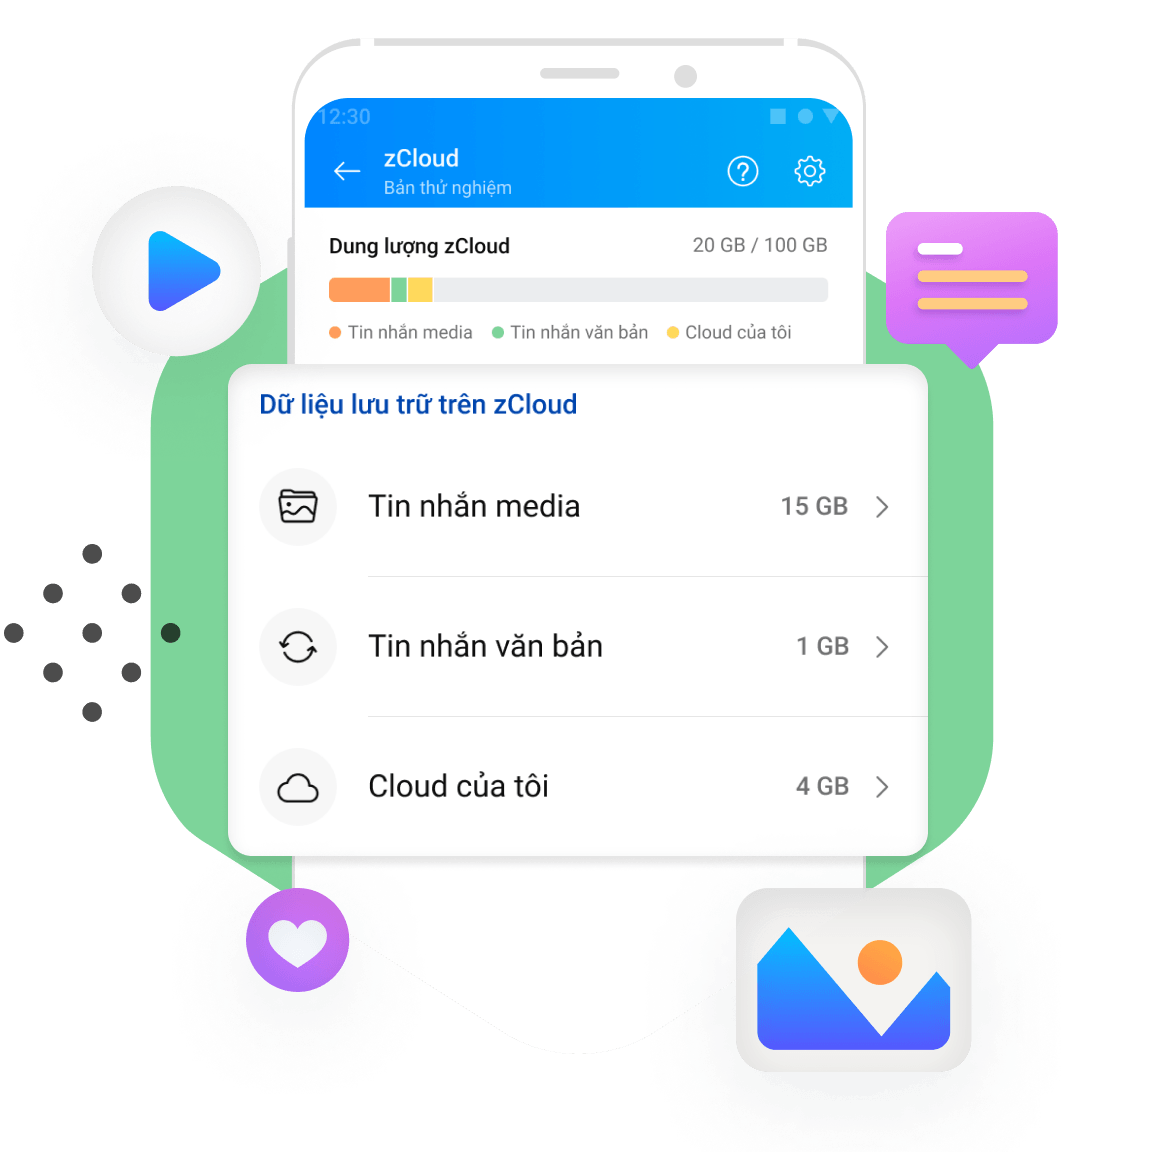 12:30
zCloud
Bản thử nghiệm
?
Dung lượng zCloud 20 GB / 100 GB
Tin nhắn media Tin nhắn văn bản Cloud của tôi
Dữ liệu lưu trữ trên zCloud
Tin nhắn media 15 GB
Tin nhắn văn bản 1 GB
Cloud của tôi 4 GB